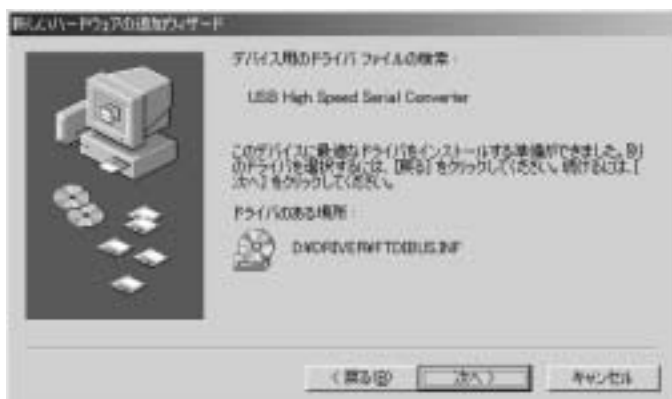 新しいハードウェアの追加ウィザード
デバイス用のドライバ ファイルの検索 :
USB High Speed Serial Converter
このデバイスに最適なドライバをインストールする準備ができました。別
のドライバを選択するには、[戻る] をクリックしてください。続けるには、[
次へ] をクリックしてください。
ドライバのある場所 :
D:¥DRIVER¥FTDIBUS.INF
< 戻る(B)
次へ >
キャンセル